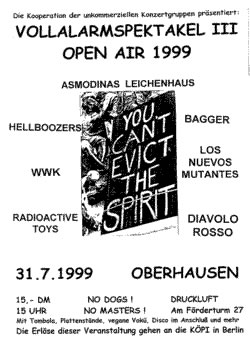 Die Kooperation der unkommerziellen Konzertgruppen präsentiert:
VOLLALARMSPEKTAKEL III
OPEN AIR 1999
ASMODINAS LEICHENHAUS
HELLBOOZERS
BAGGER
WWK
LOS
NUEVOS
MUTANTES
RADIOACTIVE
TOYS
DIAVOLO
ROSSO
YOU
CAN'T
EVICT
THE
SPIRIT
31.7.1999 OBERHAUSEN
15,- DM NO DOGS ! DRUCKLUFT
15 UHR NO MASTERS ! Am Förderturm 27
Mit Tombola, Plattenstände, vegane Vokü, Disco im Anschluß und mehr
Die Erlöse dieser Veranstaltung gehen an die KÖPI in Berlin